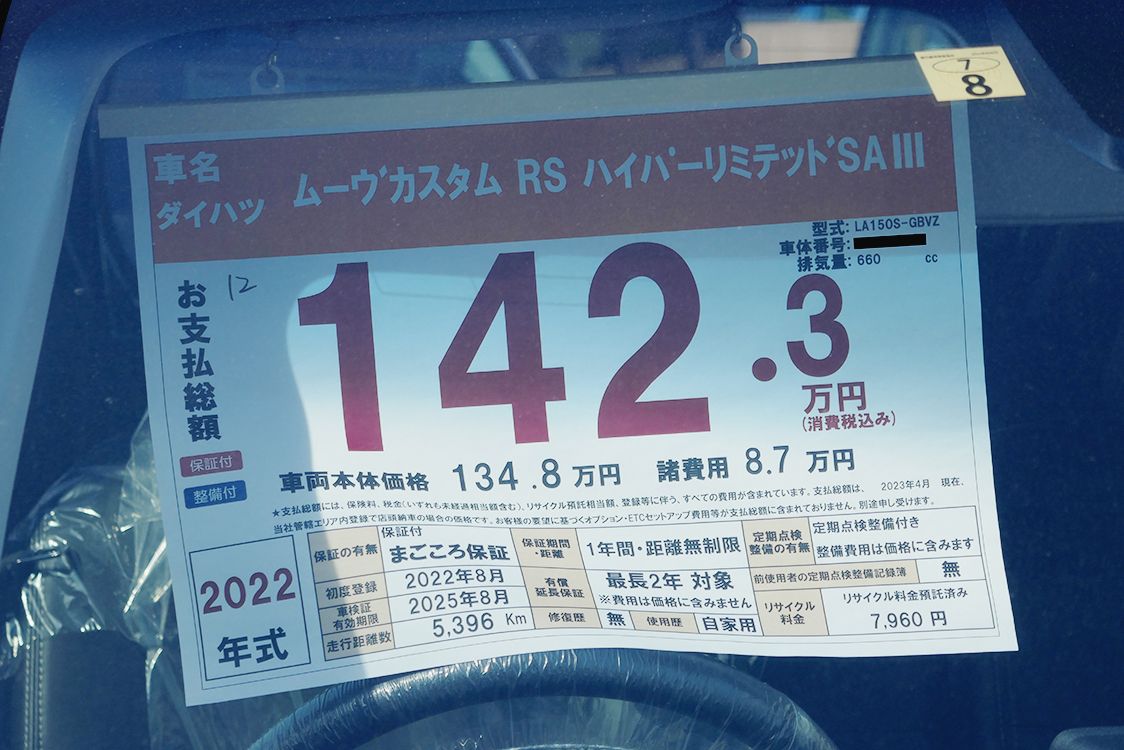 7
8
車名
ダイハツ ムーヴカスタム RS ハイパーリミテッドSAⅢ
型式: LA150S-GBVZ
車体番号:
排気量: 660 cc
お支払総額
12
142.3
万円
(消費税込み)
保証付
整備付
車両本体価格 134.8 万円 諸費用 8.7 万円
★支払総額には、保険料、税金(いずれも未経過相当額含む)、リサイクル預託相当額、登録等に伴う、すべての費用が含まれています。支払総額は、 2023年4月 現在、
当社管轄エリア内登録で店頭納車の場合の価格です。お客様の要望に基づくオプション・ETCセットアップ費用等が支払総額に含まれておりません。別途申し受けます。
2022
年式
保証の有無 保証付 まごころ保証
初度登録 2022年8月
車検証有効期限 2025年8月
走行距離数 5,396 Km
保証期間・距離 1年間・距離無制限
有償延長保証 最長2年 対象
※費用は価格に含みません
修復歴 無 使用歴 自家用
定期点検整備の有無 定期点検整備付き
整備費用は価格に含みます
前使用者の定期点検整備記録簿 無
リサイクル料金 リサイクル料金預託済み
7,960 円